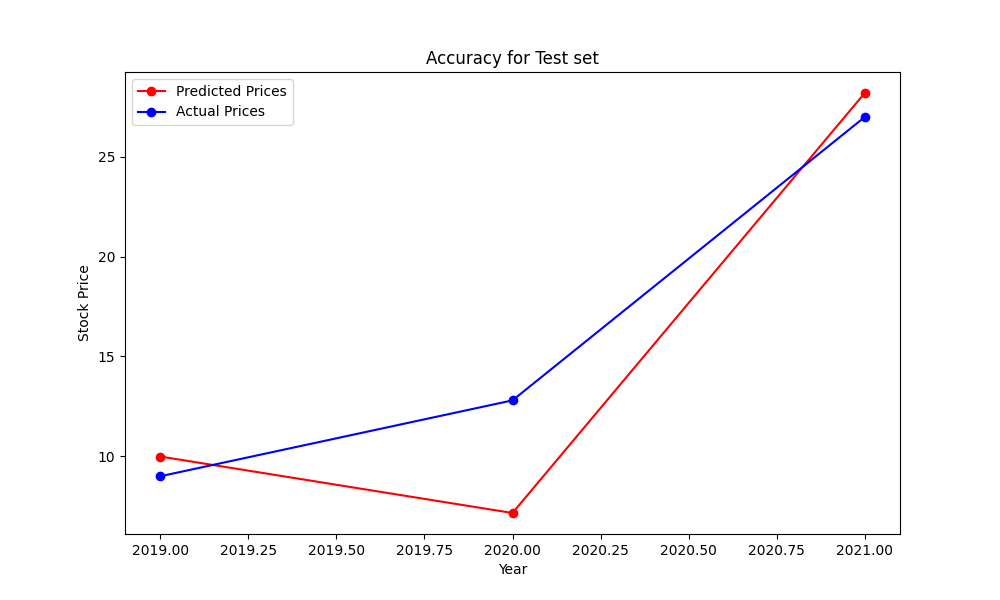 Accuracy for Test set
Predicted Prices
Actual Prices
25
20
15
10
Stock Price
2019.00 2019.25 2019.50 2019.75 2020.00 2020.25 2020.50 2020.75 2021.00
Year